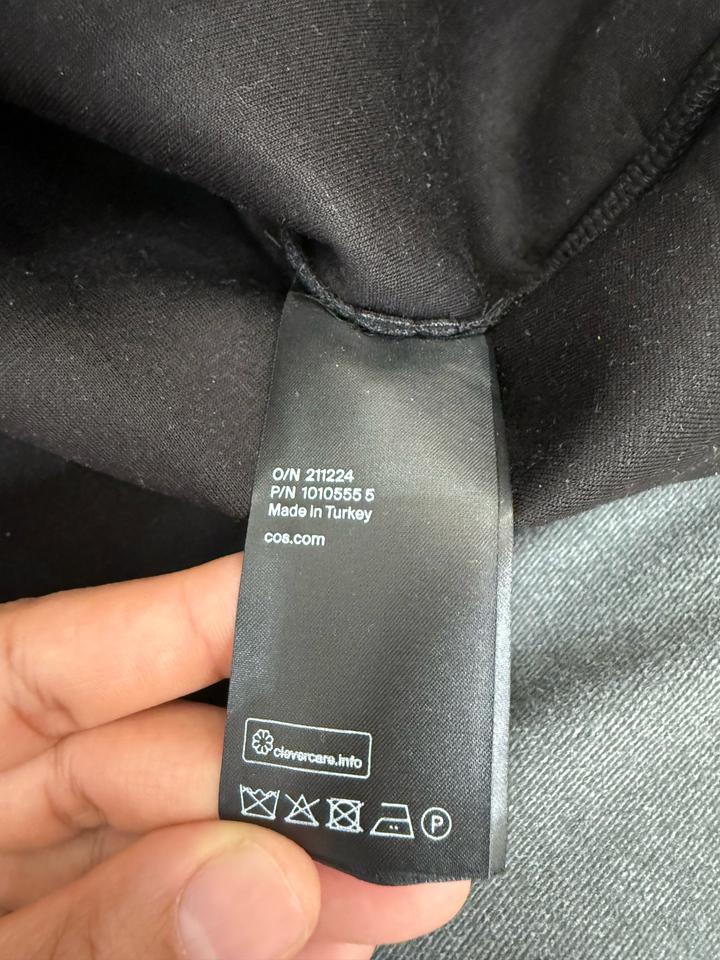 O/N 211224
P/N 1010555 5
Made in Turkey
cos.com
clevercare.info
P